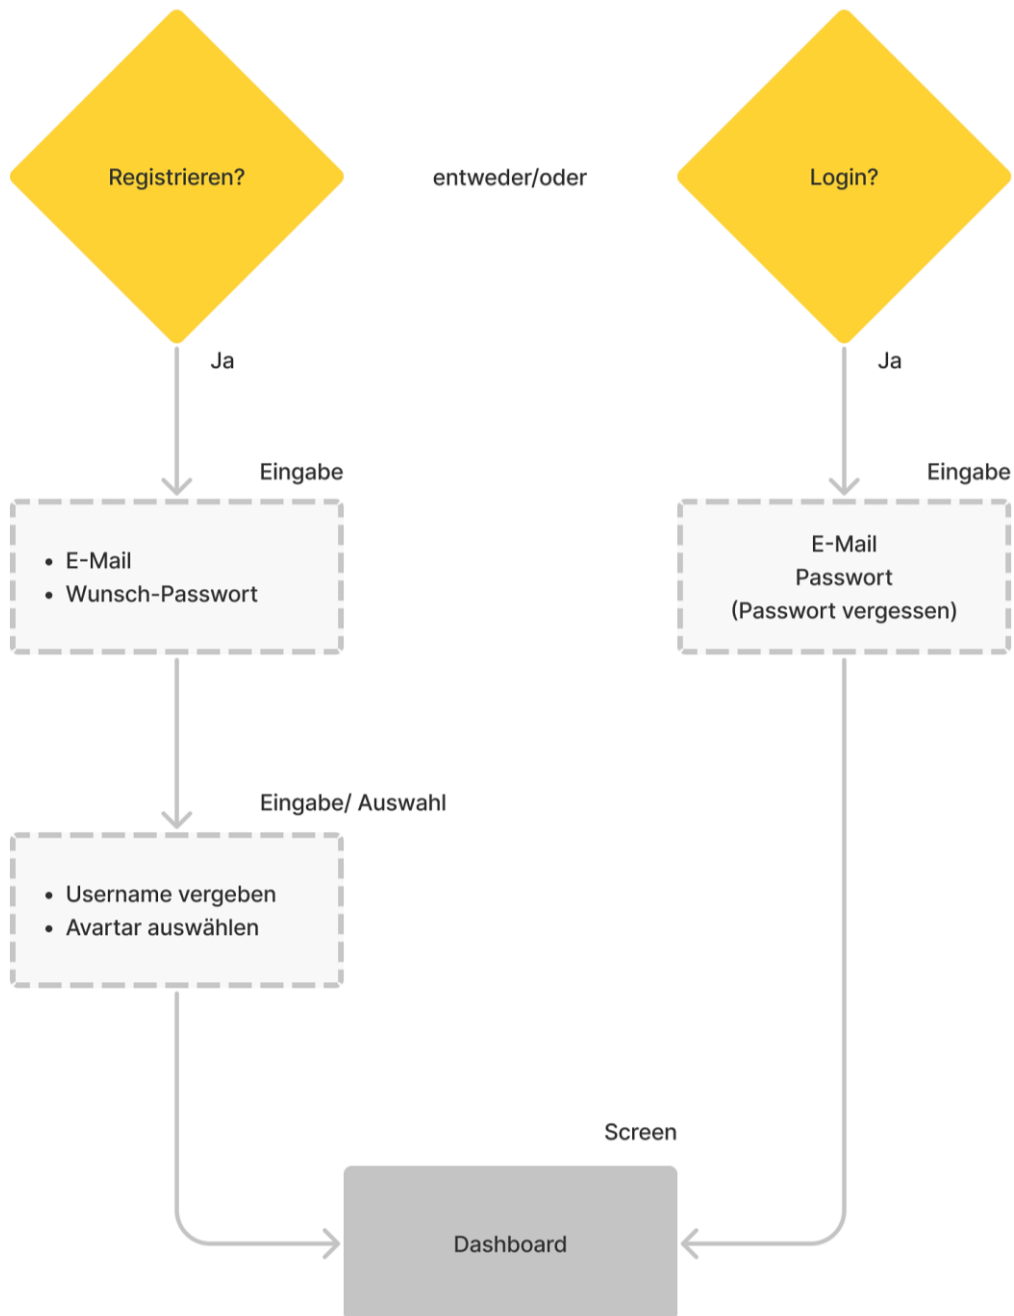 Registrieren?
entweder/oder
Login?
Ja
Ja
Eingabe
Eingabe
• E-Mail
• Wunsch-Passwort
E-Mail
Passwort
(Passwort vergessen)
Eingabe/ Auswahl
• Username vergeben
• Avartar auswählen
Screen
Dashboard